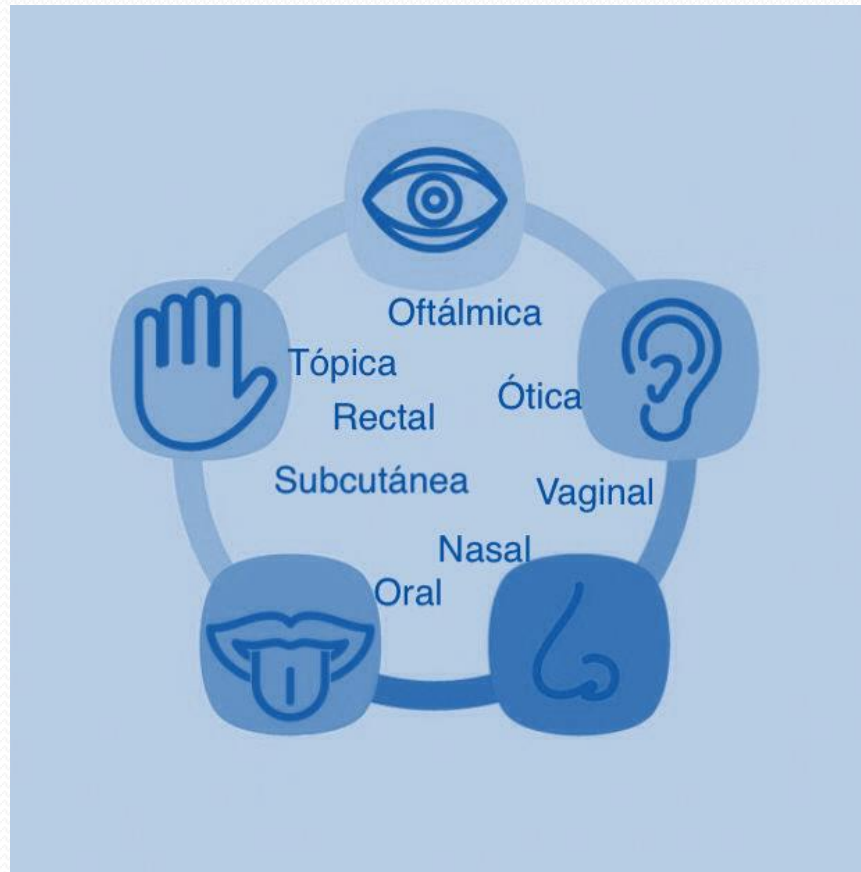 Oftálmica
Tópica
Ótica
Rectal
Subcutánea
Vaginal
Nasal
Oral